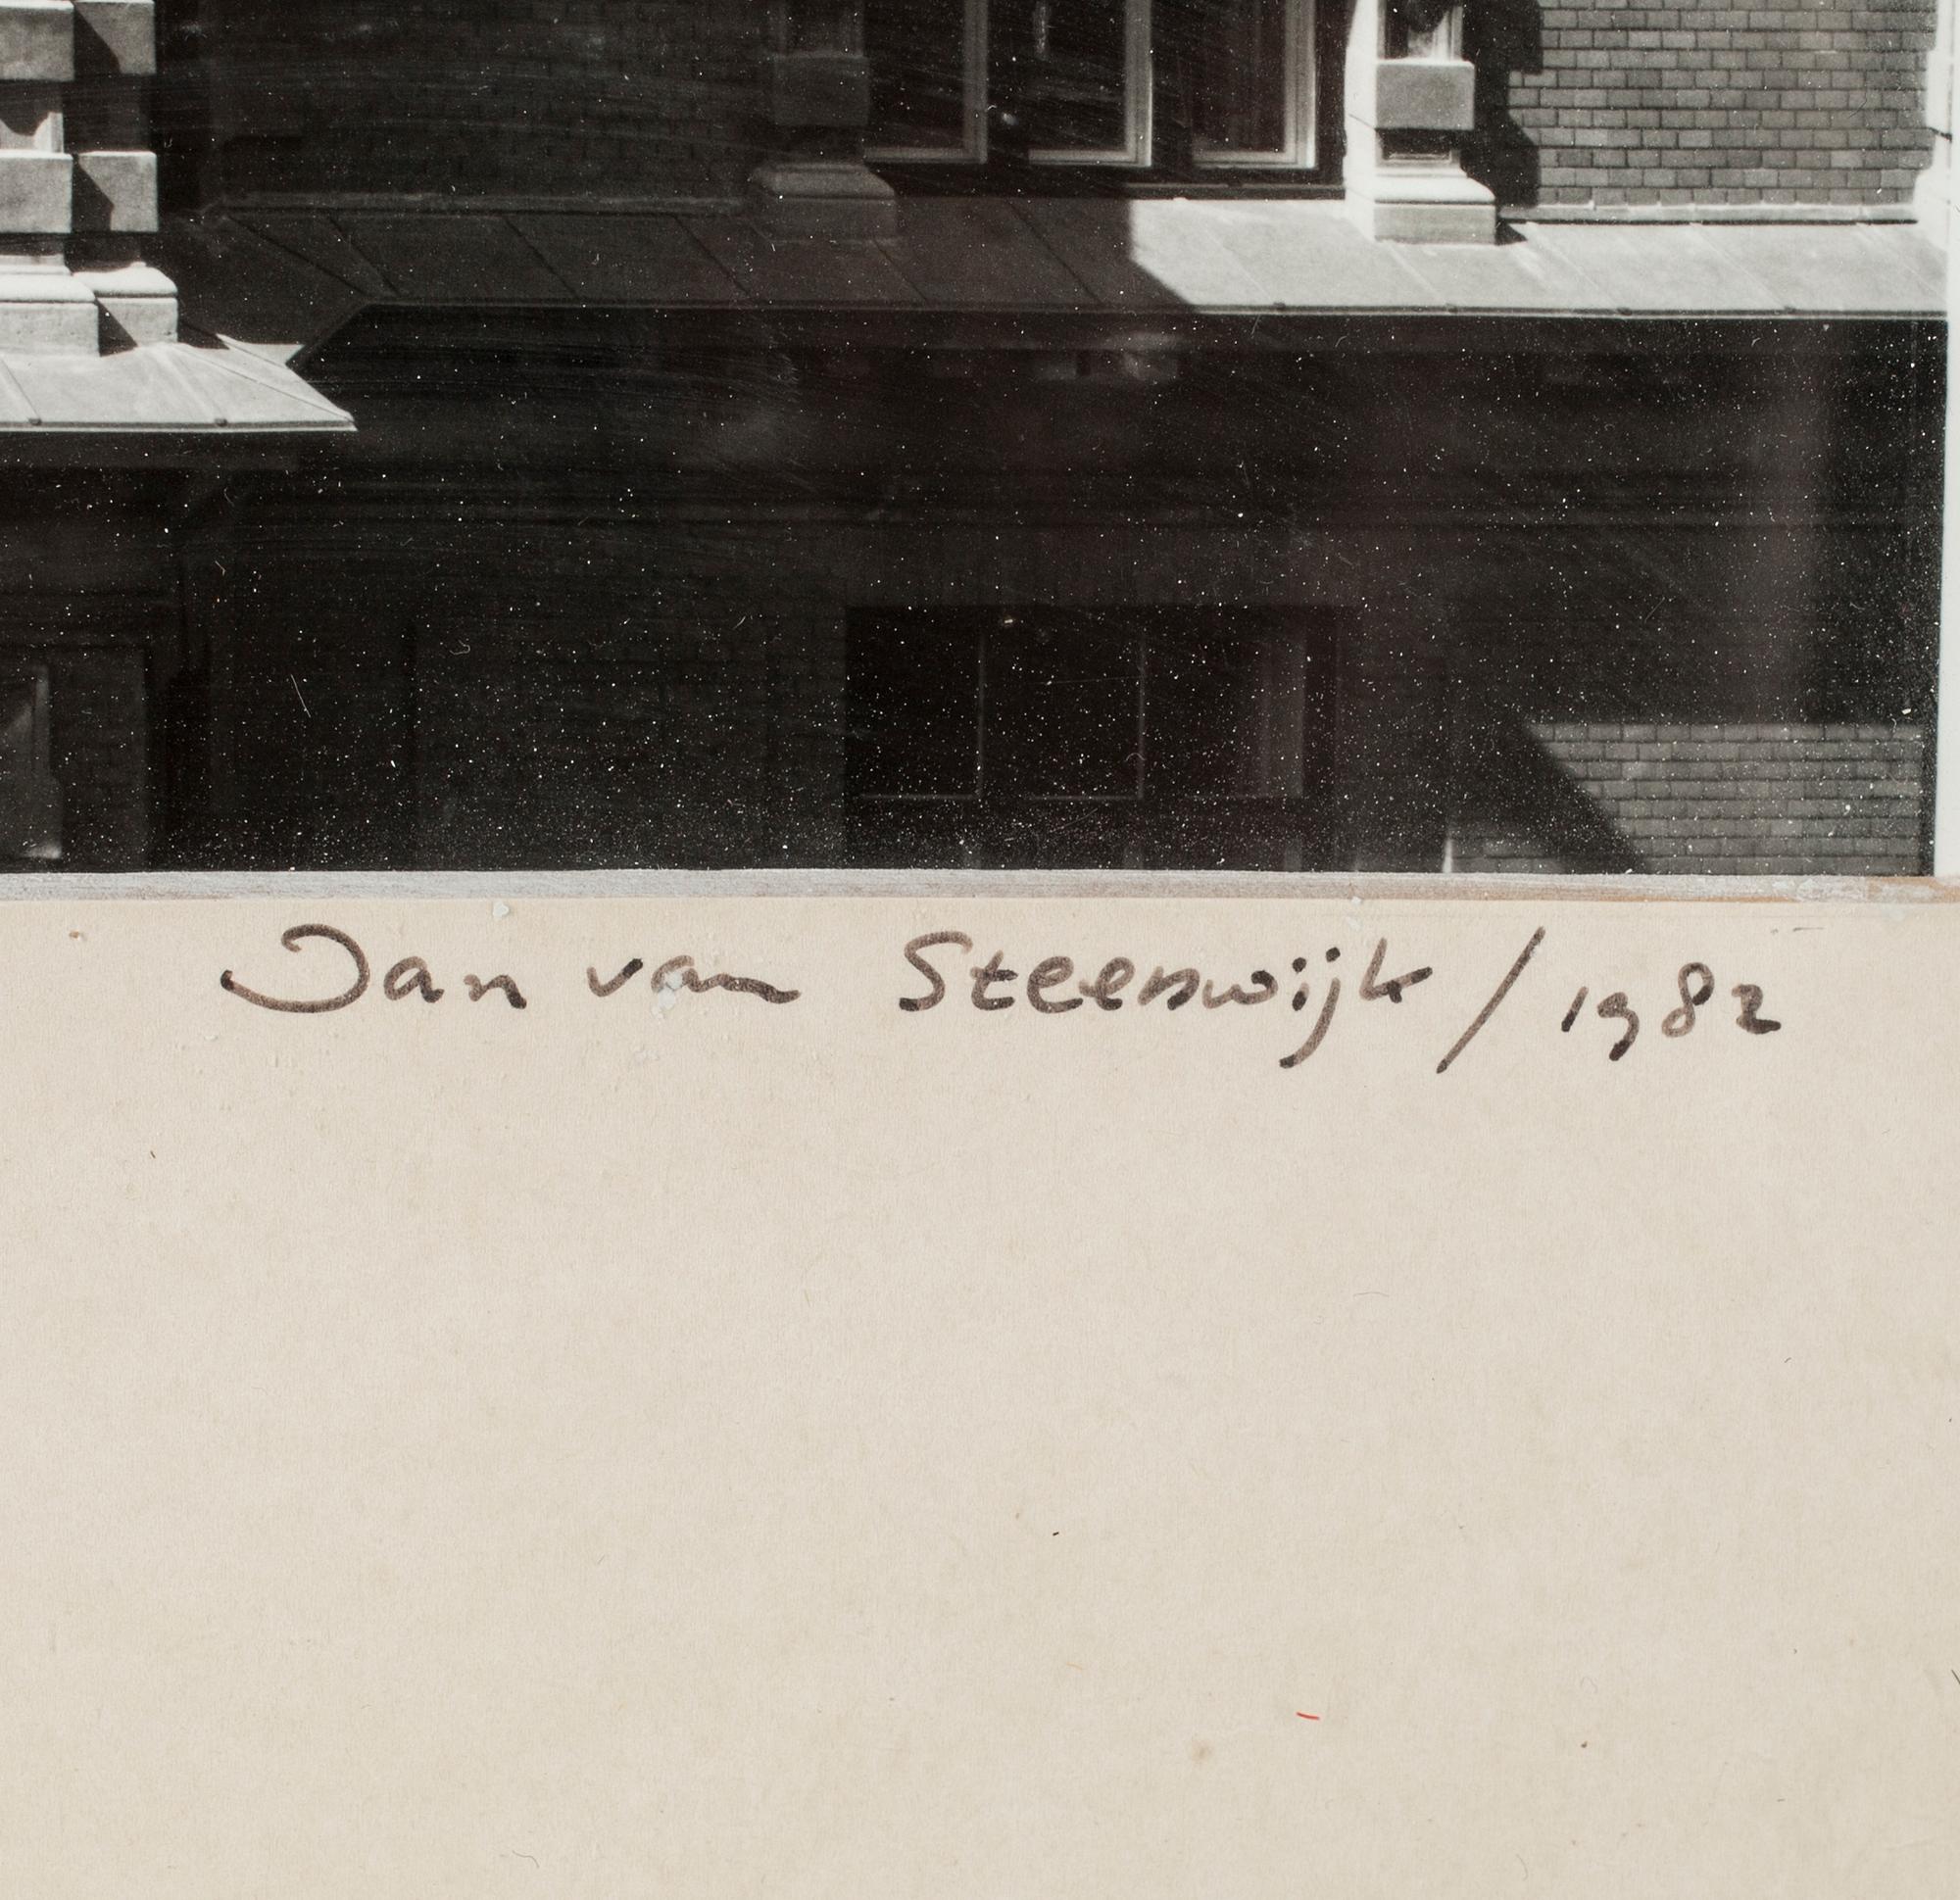 Jan van Steenwijk / 1982